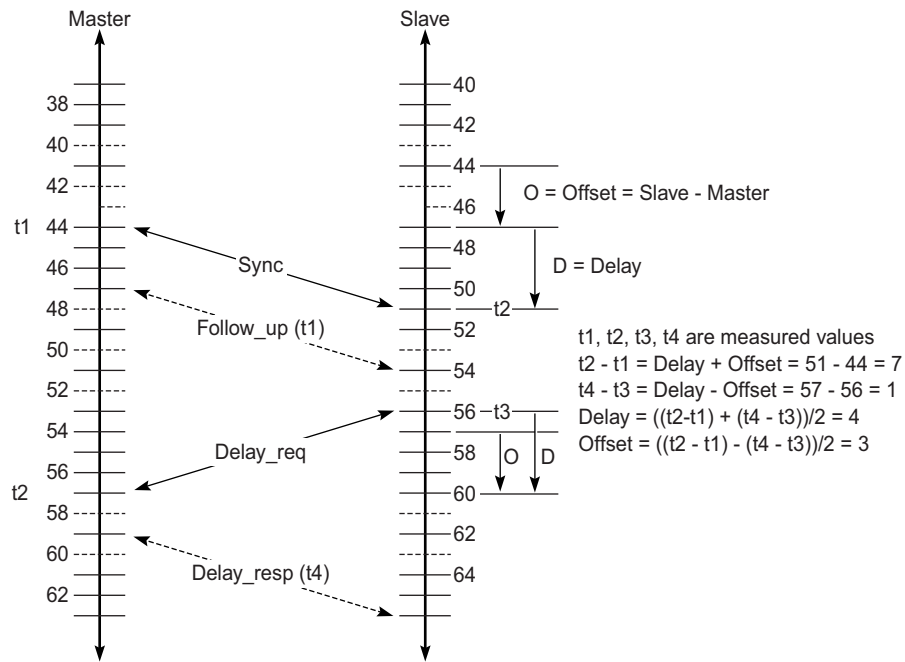 Master
Slave
38
40
42
t1 44
46
48
50
52
54
56
t2
58
60
62
40
42
44
46
48
50
t2
52
54
56 t3
58
60
62
64
Sync
Follow_up (t1)
Delay_req
Delay_resp (t4)
O = Offset = Slave - Master
D = Delay
O
D
t1, t2, t3, t4 are measured values
t2 - t1 = Delay + Offset = 51 - 44 = 7
t4 - t3 = Delay - Offset = 57 - 56 = 1
Delay = ((t2-t1) + (t4 - t3))/2 = 4
Offset = ((t2 - t1) - (t4 - t3))/2 = 3